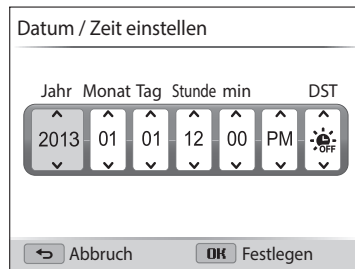 Datum / Zeit einstellen
Jahr Monat Tag Stunde min DST
2013 01 01 12 00 PM OFF
Abbruch OK Festlegen